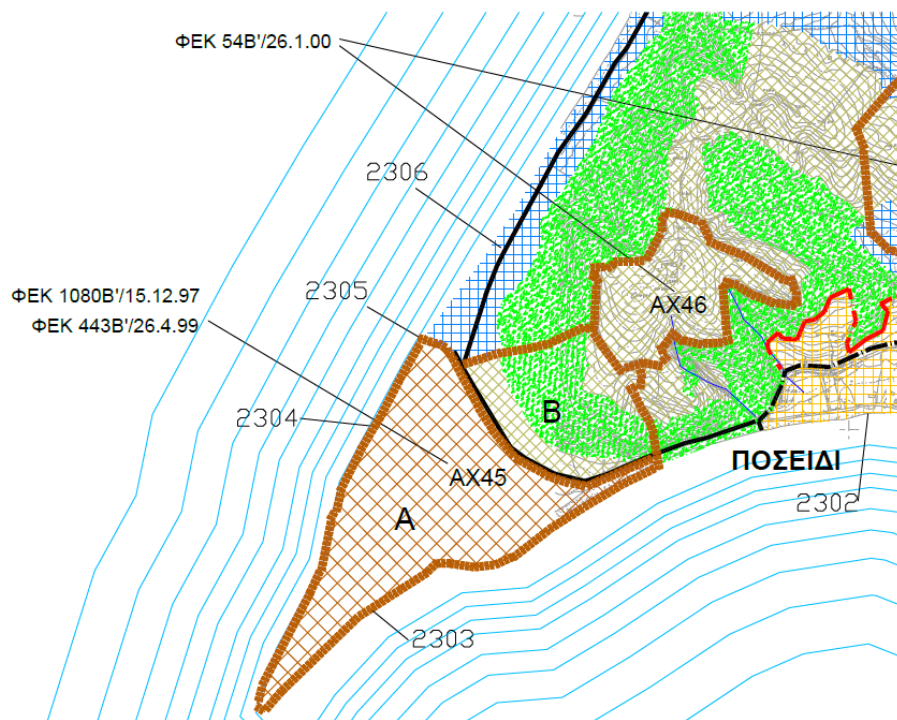 ΦΕΚ 54Β'/26.1.00
2306
ΦΕΚ 1080Β'/15.12.97
ΦΕΚ 443Β'/26.4.99
2305
ΑΧ46
2304
Β
ΑΧ45
Α
ΠΟΣΕΙΔΙ
2302
2303